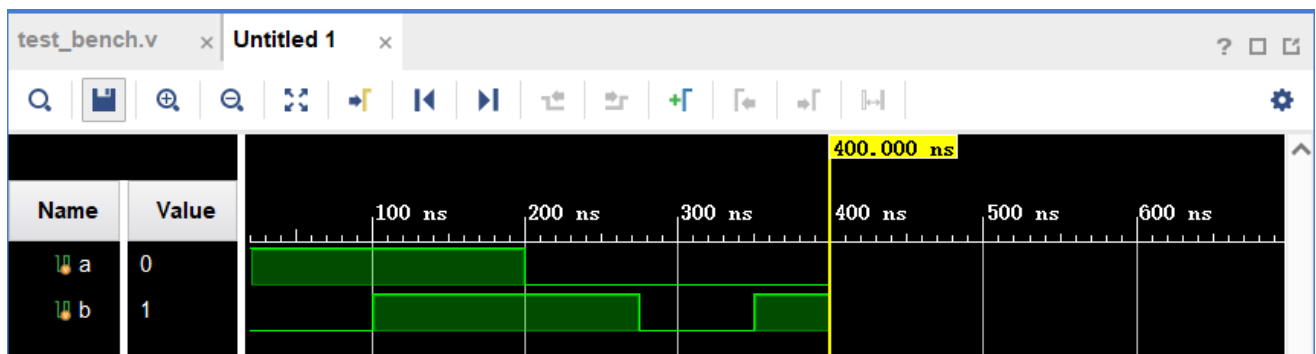 test_bench.v × Untitled 1 ×
?
400.000 ns
Name Value
100 ns 200 ns 300 ns 400 ns 500 ns 600 ns
a 0
b 1